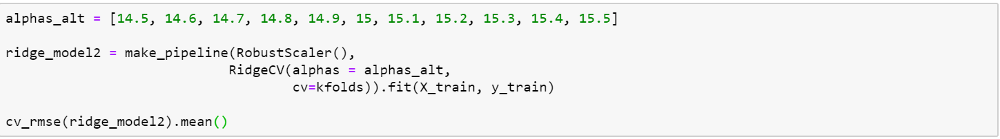 alphas_alt = [14.5, 14.6, 14.7, 14.8, 14.9, 15, 15.1, 15.2, 15.3, 15.4, 15.5]
ridge_model2 = make_pipeline(RobustScaler(),
RidgeCV(alphas = alphas_alt,
cv=kfolds)).fit(X_train, y_train)
cv_rmse(ridge_model2).mean()